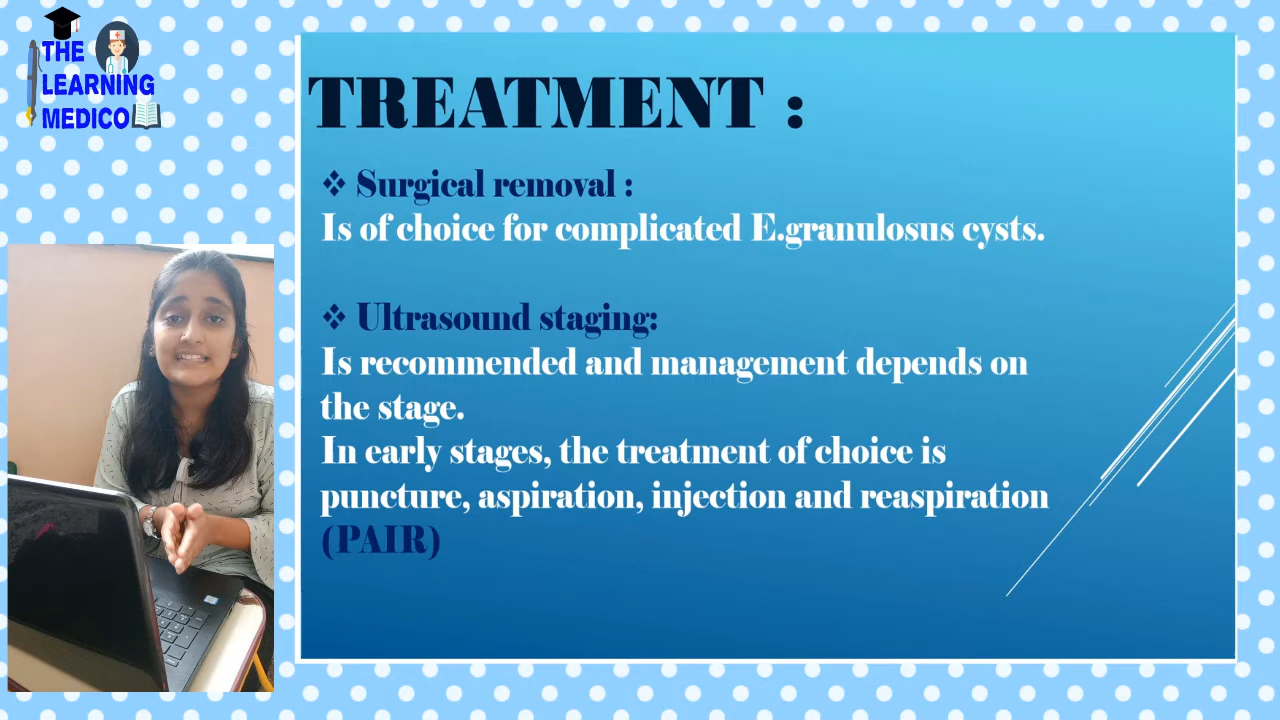 THE
LEARNING
MEDICO
TREATMENT :
❖ Surgical removal :
Is of choice for complicated E.granulosus cysts.
❖ Ultrasound staging:
Is recommended and management depends on
the stage.
In early stages, the treatment of choice is
puncture, aspiration, injection and reaspiration
(PAIR)